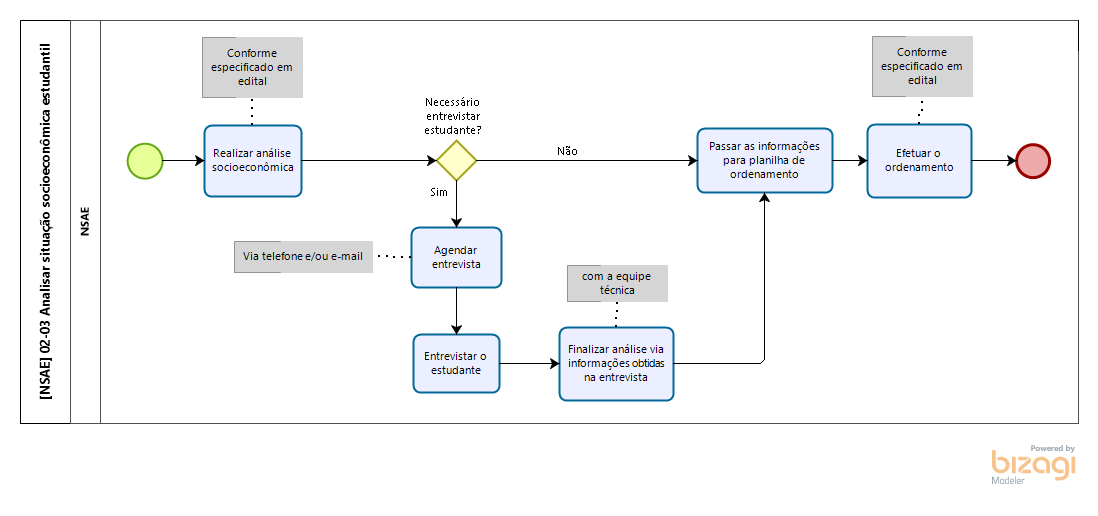 [NSAE] 02-03 Analisar situação socioeconômica estudantil
NSAE
Conforme
especificado em
edital
Realizar análise
socioeconômica
Necessário
entrevistar
estudante?
Não
Sim
Passar as informações
para planilha de
ordenamento
Conforme
especificado em
edital
Efetuar o
ordenamento
Via telefone e/ou e-mail
Agendar
entrevista
Entrevistar o
estudante
com a equipe
técnica
Finalizar análise via
informações obtidas
na entrevista
Powered by
bizagi
Modeler